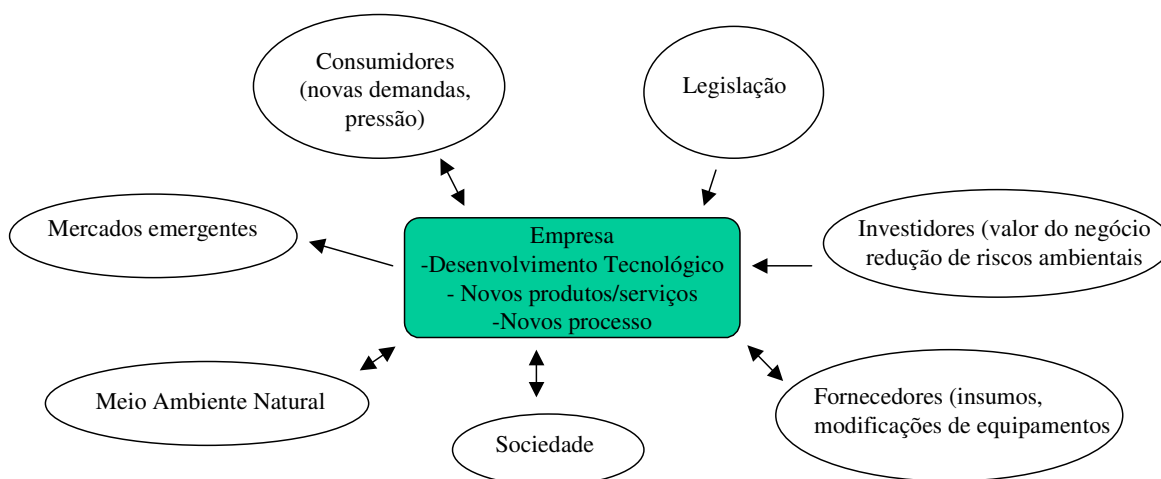 Consumidores
(novas demandas,
pressão)
Legislação
Mercados emergentes
Empresa
-Desenvolvimento Tecnológico
- Novos produtos/serviços
-Novos processo
Investidores (valor do negócio
redução de riscos ambientais
Meio Ambiente Natural
Sociedade
Fornecedores (insumos,
modificações de equipamentos